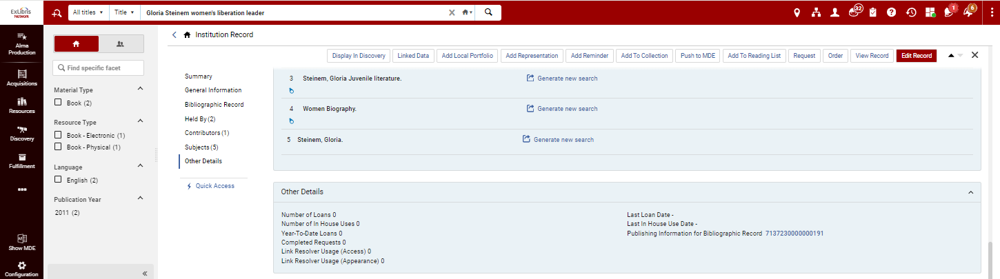 ExLibris
Network
All titles
Title
Gloria Steinem women's liberation leader
32
1
6
Alma
Production
Acquisitions
Resources
Discovery
Fulfillment
Show MDE
Configuration
Find specific facet
Material Type
Book (2)
Resource Type
Book - Electronic (1)
Book - Physical (1)
Language
English (2)
Publication Year
2011 (2)
Institution Record
Display In Discovery
Linked Data
Add Local Portfolio
Add Representation
Add Reminder
Add To Collection
Push to MDE
Add To Reading List
Request
Order
View Record
Edit Record
Summary
General Information
Bibliographic Record
Held By (2)
Contributors (1)
Subjects (5)
Other Details
Quick Access
3 Steinem, Gloria Juvenile literature. Generate new search
4 Women Biography. Generate new search
5 Steinem, Gloria. Generate new search
Other Details
Number of Loans 0
Number of In House Uses 0
Year-To-Date Loans 0
Completed Requests 0
Link Resolver Usage (Access) 0
Link Resolver Usage (Appearance) 0
Last Loan Date -
Last In House Use Date -
Publishing Information for Bibliographic Record 7137230000000191